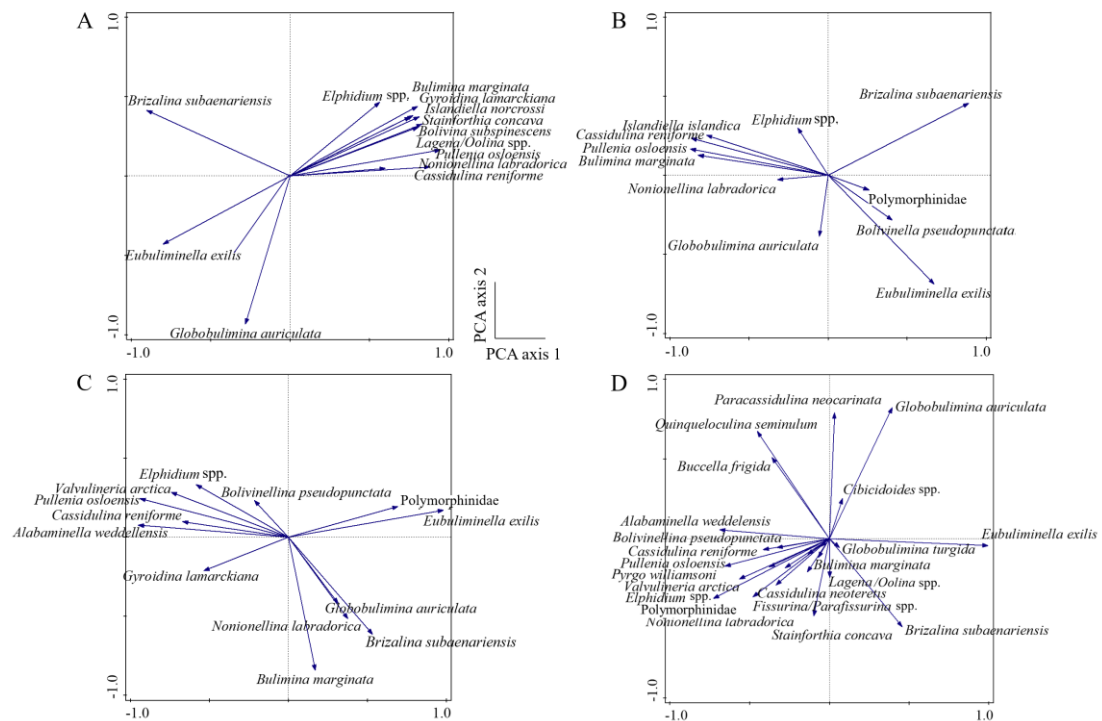 A
1.0
Bulimina marginata
Elphidium spp.
Gyroidina lamarckiana
Brizalina subaenariensis
Islandiella norcrossi
Stainforthia concava
Bolivina subspinescens
Lagena/Oolina spp.
Pullenia osloensis
Nonionellina labradorica
Cassidulina reniforme
Eubuliminella exilis
Globobulimina auriculata
-1.0
-1.0
1.0
PCA axis 2
PCA axis 1
B
1.0
Brizalina subaenariensis
Elphidium spp.
Islandiella islandica
Cassidulina reniforme
Pullenia osloensis
Bulimina marginata
Nonionellina labradorica
Polymorphinidae
Bolivinella pseudopunctata
Globobulimina auriculata
Eubuliminella exilis
-1.0
-1.0
1.0
C
1.0
Elphidium spp.
Valvulineria arctica
Bolivinellina pseudopunctata
Pullenia osloensis
Polymorphinidae
Cassidulina reniforme
Eubuliminella exilis
Alabaminella weddellensis
Gyroidina lamarckiana
Globobulimina auriculata
Nonionellina labradorica
Brizalina subaenariensis
Bulimina marginata
-1.0
-1.0
1.0
D
1.0
Paracassidulina neocarinata
Globobulimina auriculata
Quinqueloculina seminulum
Buccella frigida
Cibicidoides spp.
Alabaminella weddelensis
Eubuliminella exilis
Bolivinellina pseudopunctata
Cassidulina reniforme
Globobulimina turgida
Pullenia osloensis
Bulimina marginata
Pyrgo williamsoni
Lagena/Oolina spp.
Valvulineria arctica
Cassidulina neoteretis
Elphidium spp.
Fissurina/Parafissurina spp.
Polymorphinidae
Nonionellina labradorica
Brizalina subaenariensis
Stainforthia concava
-1.0
-1.0
1.0